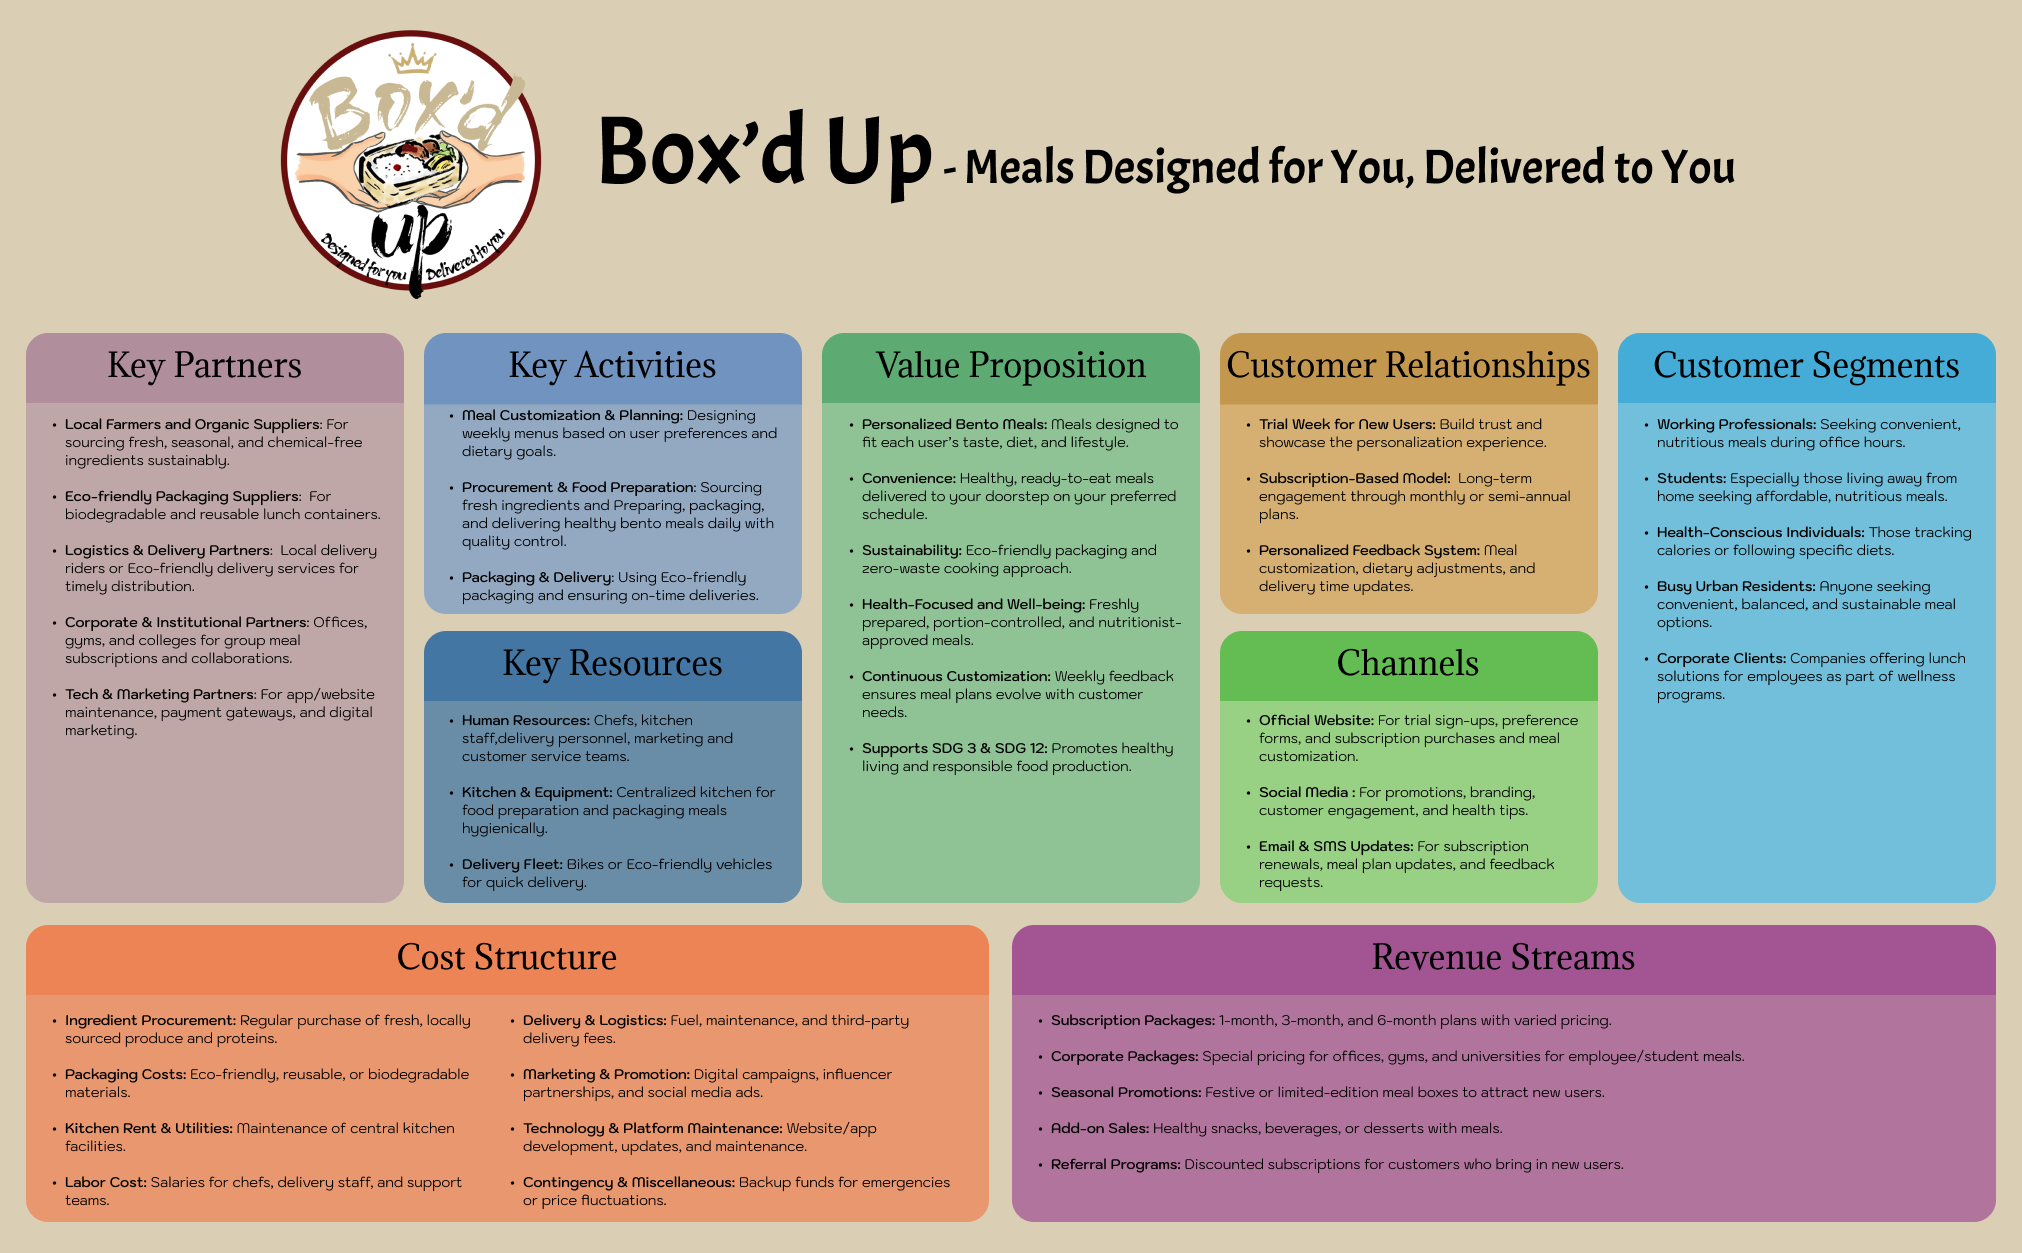 Box'd
up
Designed for you Delivered to you
Box'd Up - Meals Designed for You, Delivered to You
Key Partners
• Local Farmers and Organic Suppliers: For
sourcing fresh, seasonal, and chemical-free
ingredients sustainably.
• Eco-friendly Packaging Suppliers:  For
biodegradable and reusable lunch containers.
• Logistics & Delivery Partners:  Local delivery
riders or Eco-friendly delivery services for
timely distribution.
• Corporate & Institutional Partners: Offices,
gyms, and colleges for group meal
subscriptions and collaborations.
• Tech & Marketing Partners: For app/website
maintenance, payment gateways, and digital
marketing.
Key Activities
• Meal Customization & Planning: Designing
weekly menus based on user preferences and
dietary goals.
• Procurement & Food Preparation: Sourcing
fresh ingredients and Preparing, packaging,
and delivering healthy bento meals daily with
quality control.
• Packaging & Delivery: Using Eco-friendly
packaging and ensuring on-time deliveries.
Key Resources
• Human Resources: Chefs, kitchen
staff,delivery personnel, marketing and
customer service teams.
• Kitchen & Equipment: Centralized kitchen for
food preparation and packaging meals
hygienically.
• Delivery Fleet: Bikes or Eco-friendly vehicles
for quick delivery.
Value Proposition
• Personalized Bento Meals: Meals designed to
fit each user's taste, diet, and lifestyle.
• Convenience: Healthy, ready-to-eat meals
delivered to your doorstep on your preferred
schedule.
• Sustainability: Eco-friendly packaging and
zero-waste cooking approach.
• Health-Focused and Well-being: Freshly
prepared, portion-controlled, and nutritionist-
approved meals.
• Continuous Customization: Weekly feedback
ensures meal plans evolve with customer
needs.
• Supports SDG 3 & SDG 12: Promotes healthy
living and responsible food production.
Customer Relationships
• Trial Week for New Users: Build trust and
showcase the personalization experience.
• Subscription-Based Model:  Long-term
engagement through monthly or semi-annual
plans.
• Personalized Feedback System: Meal
customization, dietary adjustments, and
delivery time updates.
Channels
• Official Website: For trial sign-ups, preference
forms, and subscription purchases and meal
customization.
• Social Media : For promotions, branding,
customer engagement, and health tips.
• Email & SMS Updates: For subscription
renewals, meal plan updates, and feedback
requests.
Customer Segments
• Working Professionals: Seeking convenient,
nutritious meals during office hours.
• Students: Especially those living away from
home seeking affordable, nutritious meals.
• Health-Conscious Individuals: Those tracking
calories or following specific diets.
• Busy Urban Residents: Anyone seeking
convenient, balanced, and sustainable meal
options.
• Corporate Clients: Companies offering lunch
solutions for employees as part of wellness
programs.
Cost Structure
• Ingredient Procurement: Regular purchase of fresh, locally
sourced produce and proteins.
• Packaging Costs: Eco-friendly, reusable, or biodegradable
materials.
• Kitchen Rent & Utilities: Maintenance of central kitchen
facilities.
• Labor Cost: Salaries for chefs, delivery staff, and support
teams.
• Delivery & Logistics: Fuel, maintenance, and third-party
delivery fees.
• Marketing & Promotion: Digital campaigns, influencer
partnerships, and social media ads.
• Technology & Platform Maintenance: Website/app
development, updates, and maintenance.
• Contingency & Miscellaneous: Backup funds for emergencies
or price fluctuations.
Revenue Streams
• Subscription Packages: 1-month, 3-month, and 6-month plans with varied pricing.
• Corporate Packages: Special pricing for offices, gyms, and universities for employee/student meals.
• Seasonal Promotions: Festive or limited-edition meal boxes to attract new users.
• Add-on Sales: Healthy snacks, beverages, or desserts with meals.
• Referral Programs: Discounted subscriptions for customers who bring in new users.